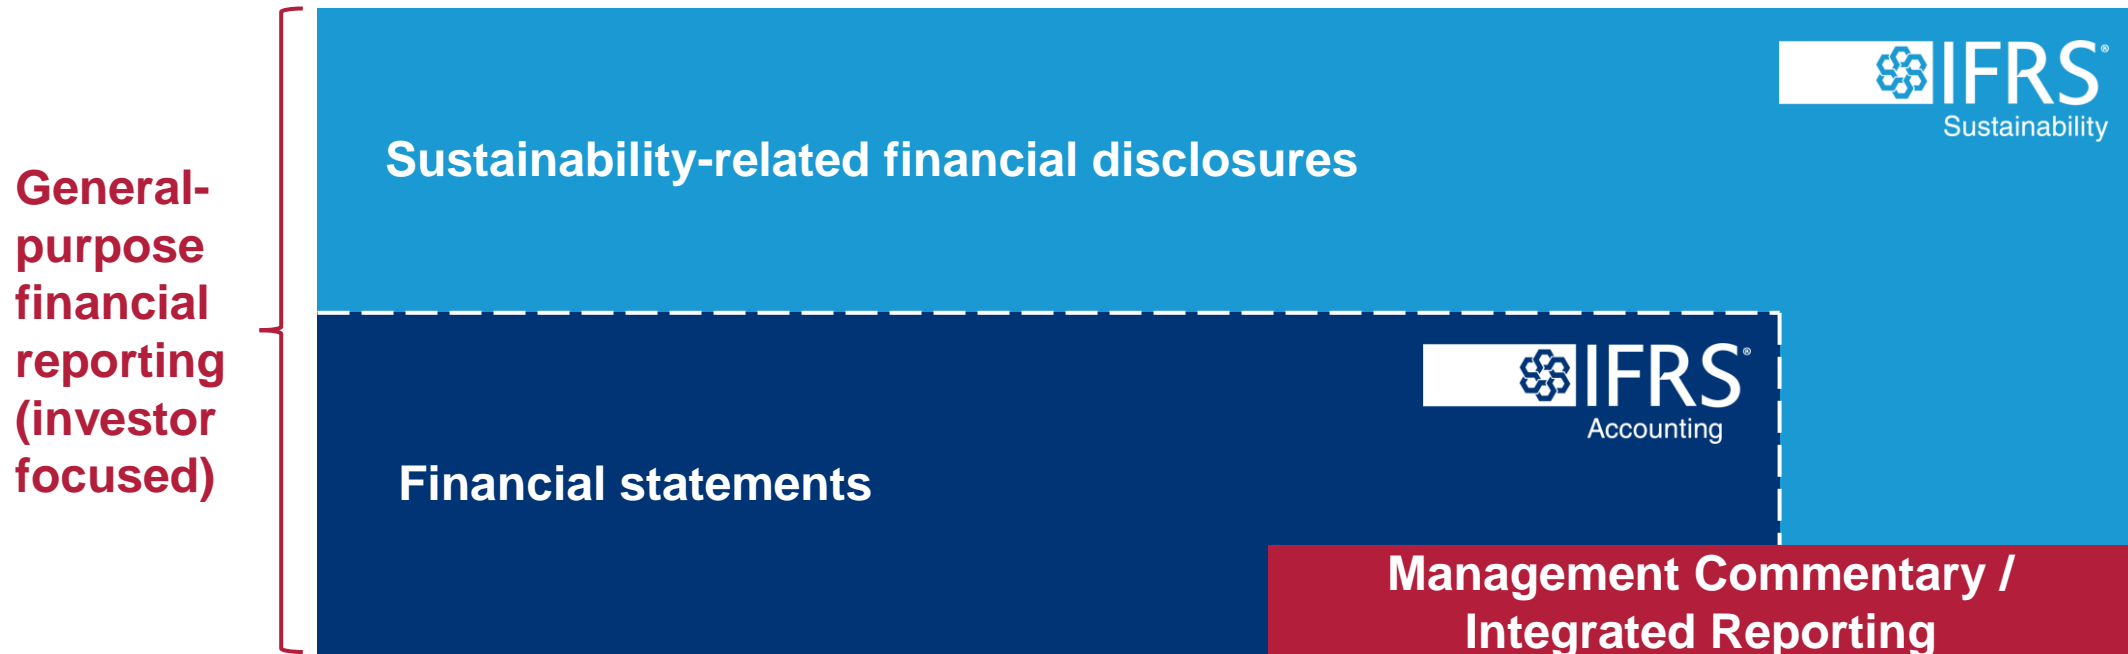 General-
purpose
financial
reporting
(investor
focused)
Sustainability-related financial disclosures
IFRS®
Sustainability
Financial statements
IFRS®
Accounting
Management Commentary /
Integrated Reporting